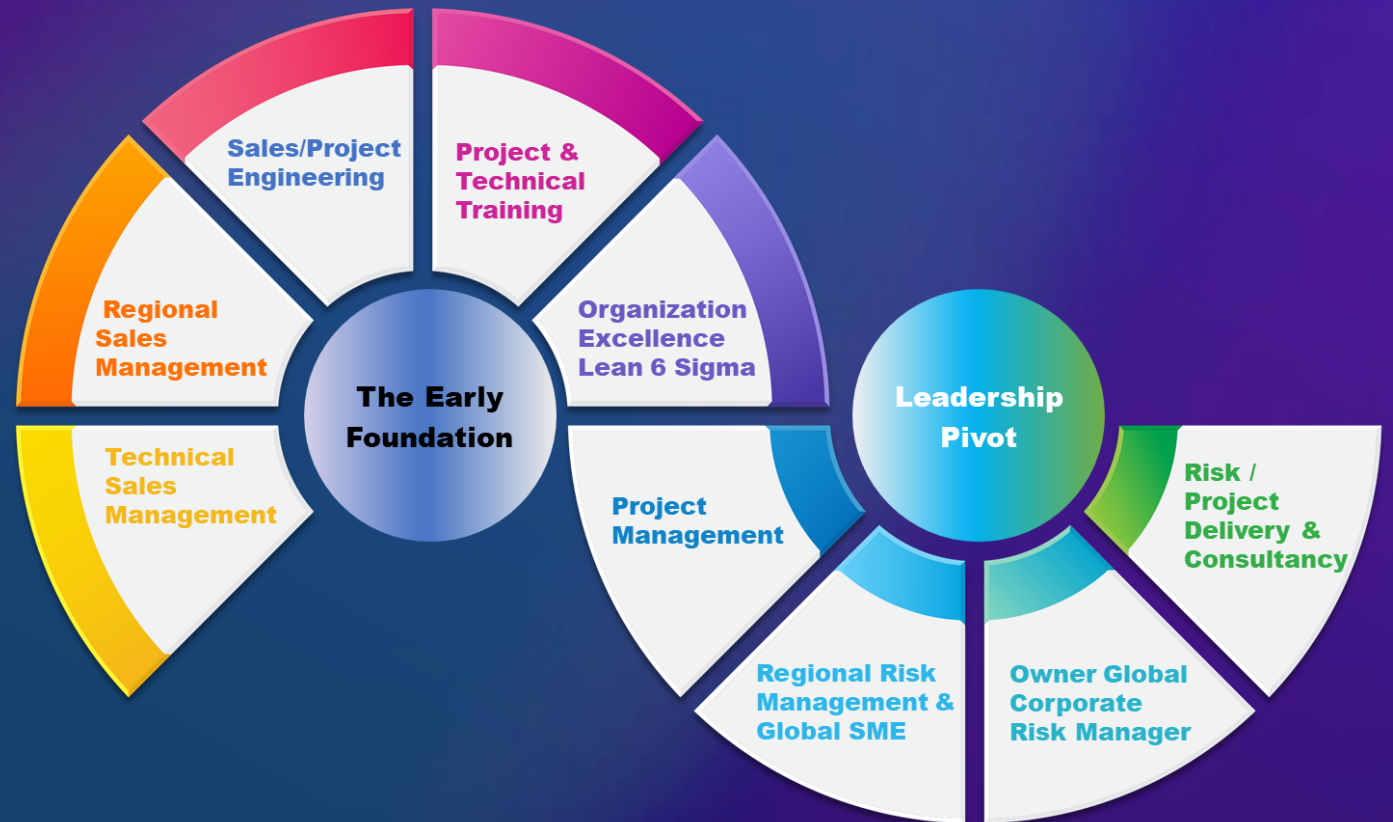 Sales/Project
Engineering
Project &
Technical
Training
Regional
Sales
Management
Organization
Excellence
Lean 6 Sigma
The Early
Foundation
Leadership
Pivot
Technical
Sales
Management
Project
Management
Risk /
Project
Delivery &
Consultancy
Regional Risk
Management &
Global SME
Owner Global
Corporate
Risk Manager